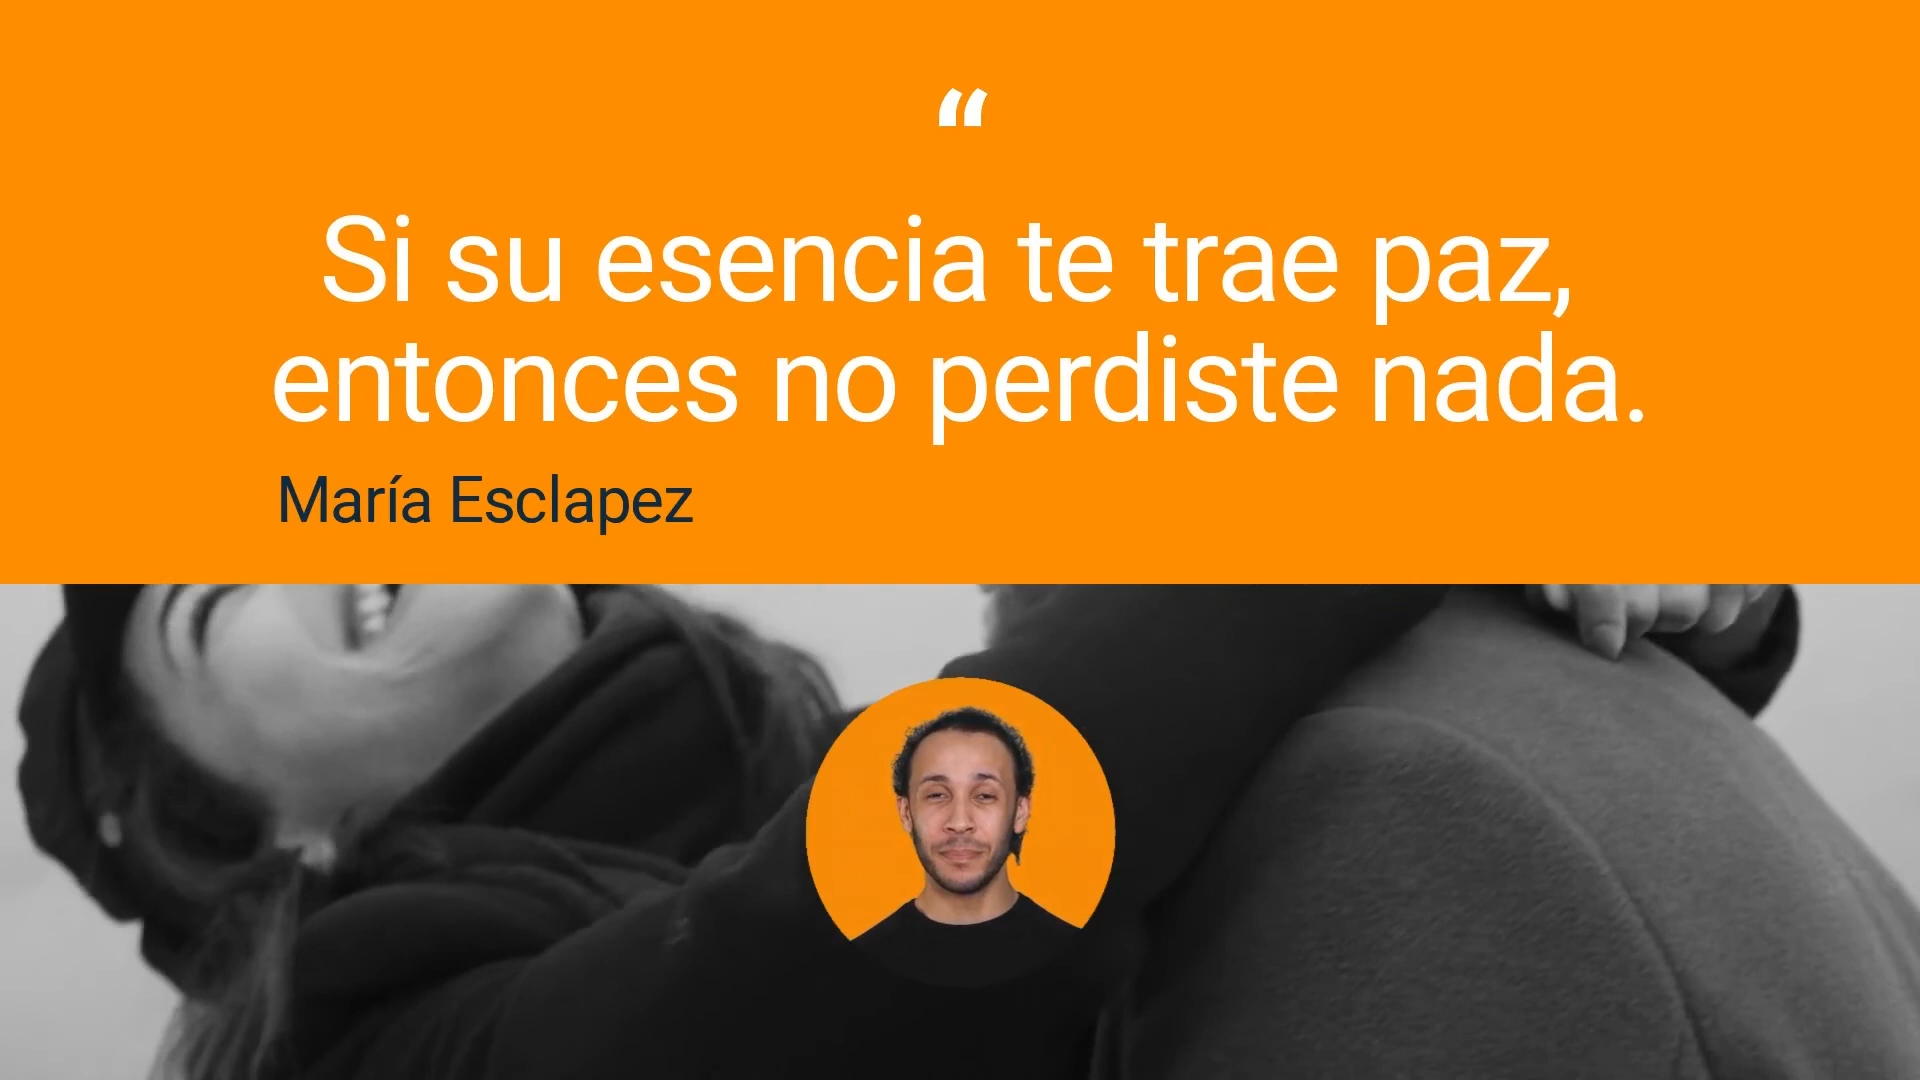 “
Si su esencia te trae paz,
entonces no perdiste nada.
María Esclapez